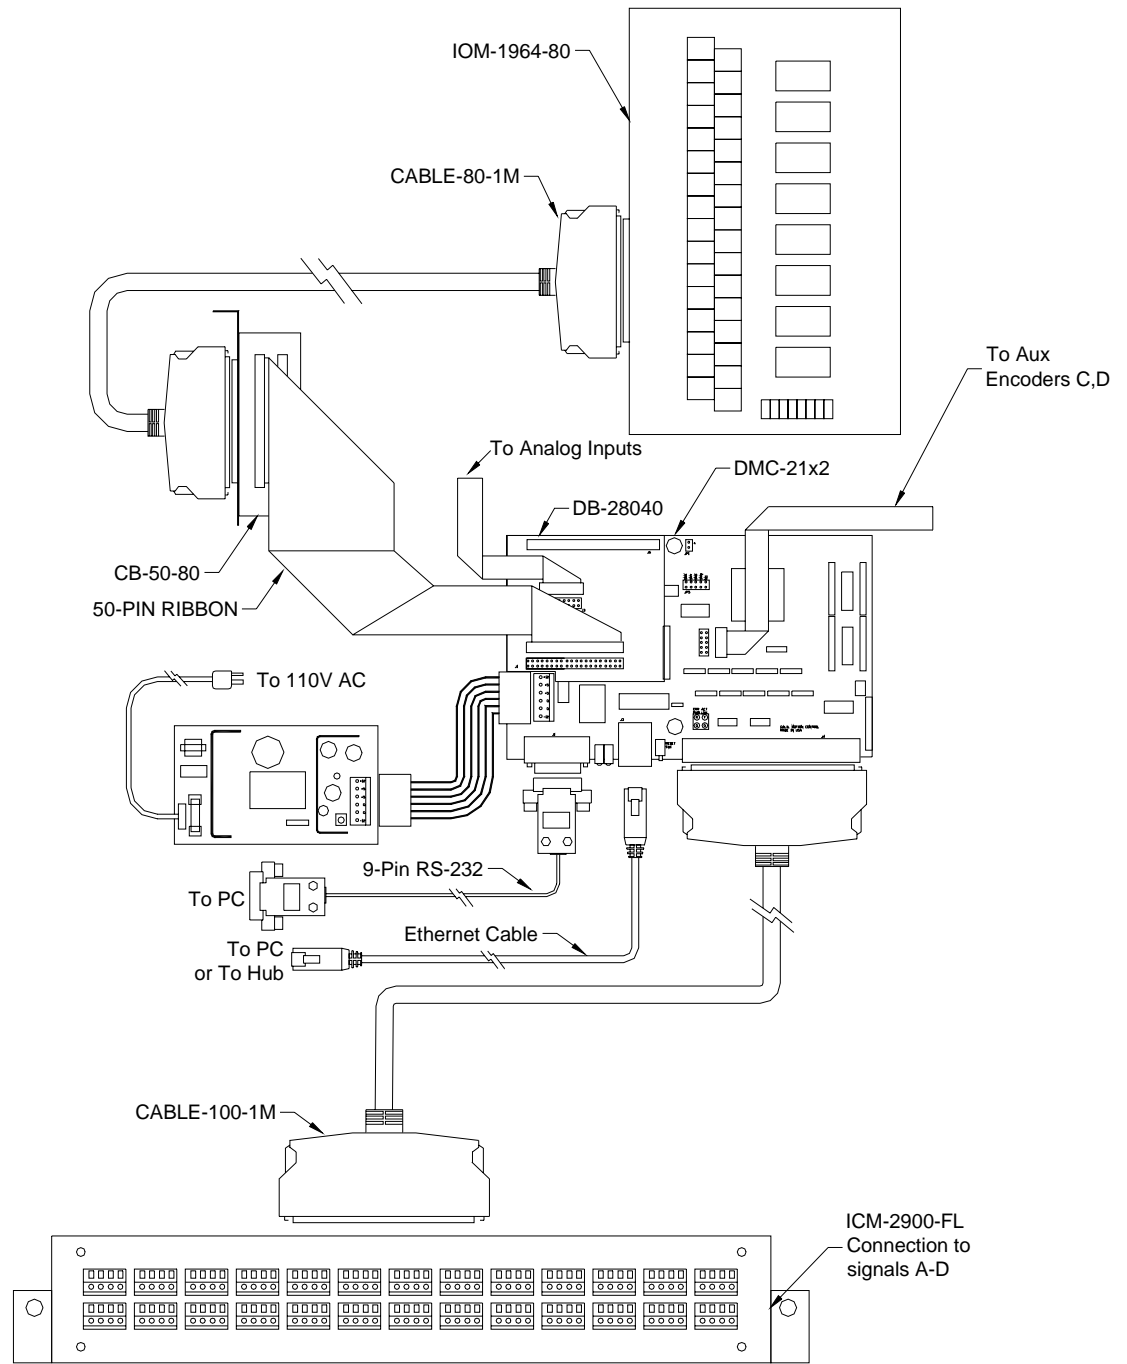 IOM-1964-80
CABLE-80-1M
To Aux
Encoders C,D
To Analog Inputs
DMC-21x2
DB-28040
CB-50-80
50-PIN RIBBON
To 110V AC
9-Pin RS-232
To PC
Ethernet Cable
To PC
or To Hub
CABLE-100-1M
ICM-2900-FL
Connection to
signals A-D